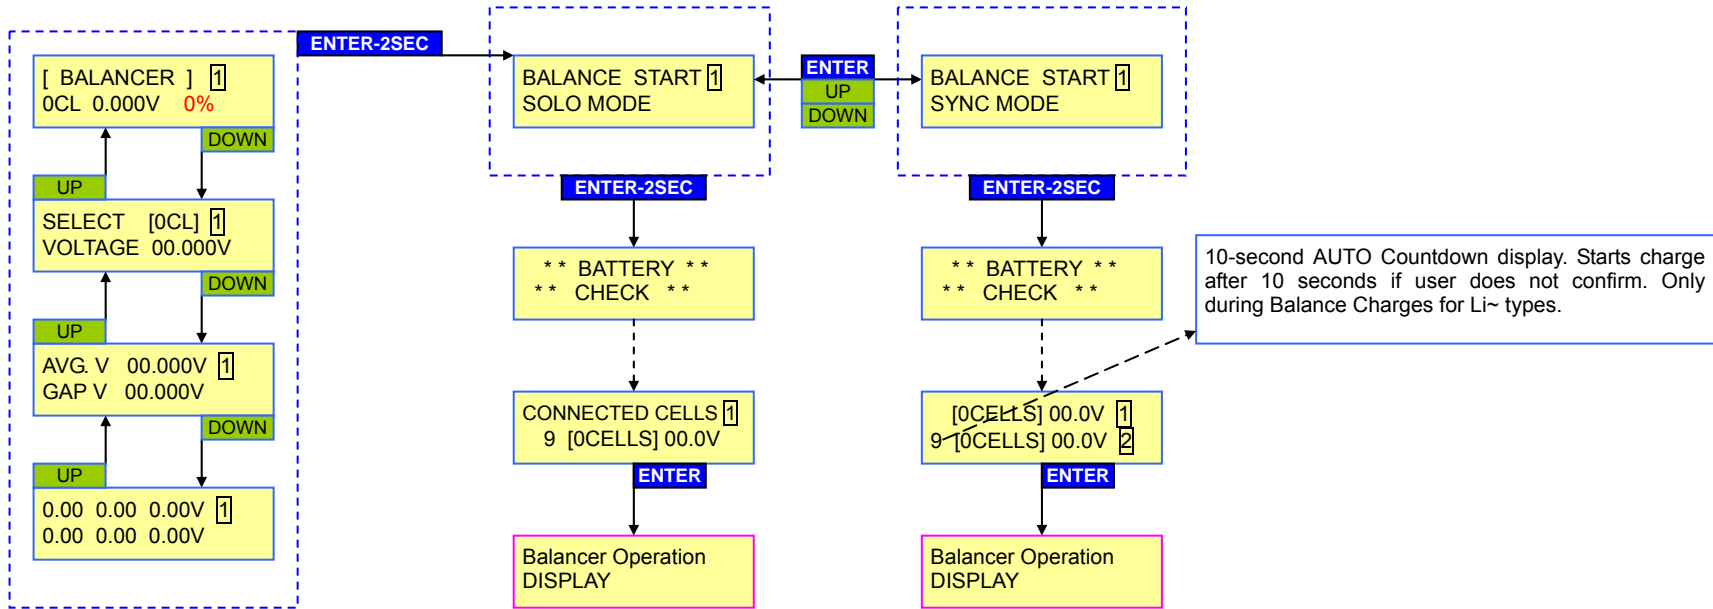 [ BALANCER ] 1
0CL 0.000V 0%
DOWN
UP
SELECT [0CL] 1
VOLTAGE 00.000V
DOWN
UP
AVG. V 00.000V 1
GAP V 00.000V
DOWN
UP
0.00 0.00 0.00V 1
0.00 0.00 0.00V
ENTER-2SEC
BALANCE START 1
SOLO MODE
ENTER
UP
DOWN
BALANCE START 1
SYNC MODE
ENTER-2SEC
** BATTERY **
** CHECK **
CONNECTED CELLS 1
9 [0CELLS] 00.0V
ENTER
Balancer Operation
DISPLAY
ENTER-2SEC
** BATTERY **
** CHECK **
[0CELLS] 00.0V 1
9 [0CELLS] 00.0V 2
ENTER
Balancer Operation
DISPLAY
10-second AUTO Countdown display. Starts charge
after 10 seconds if user does not confirm. Only
during Balance Charges for Li~ types.